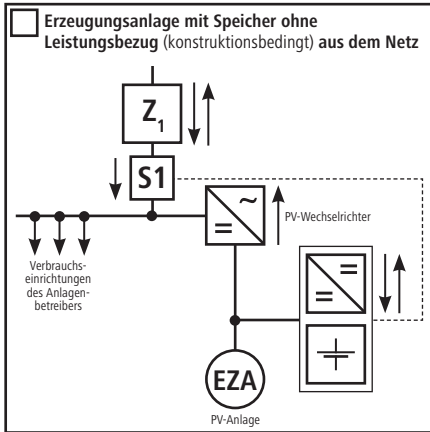 Erzeugungsanlage mit Speicher ohne
Leistungsbezug (konstruktionsbedingt) aus dem Netz
Z1
S1
~
=
PV-Wechselrichter
Verbrauchs-
einrichtungen
des Anlagen-
betreibers
=
=
EZA
PV-Anlage